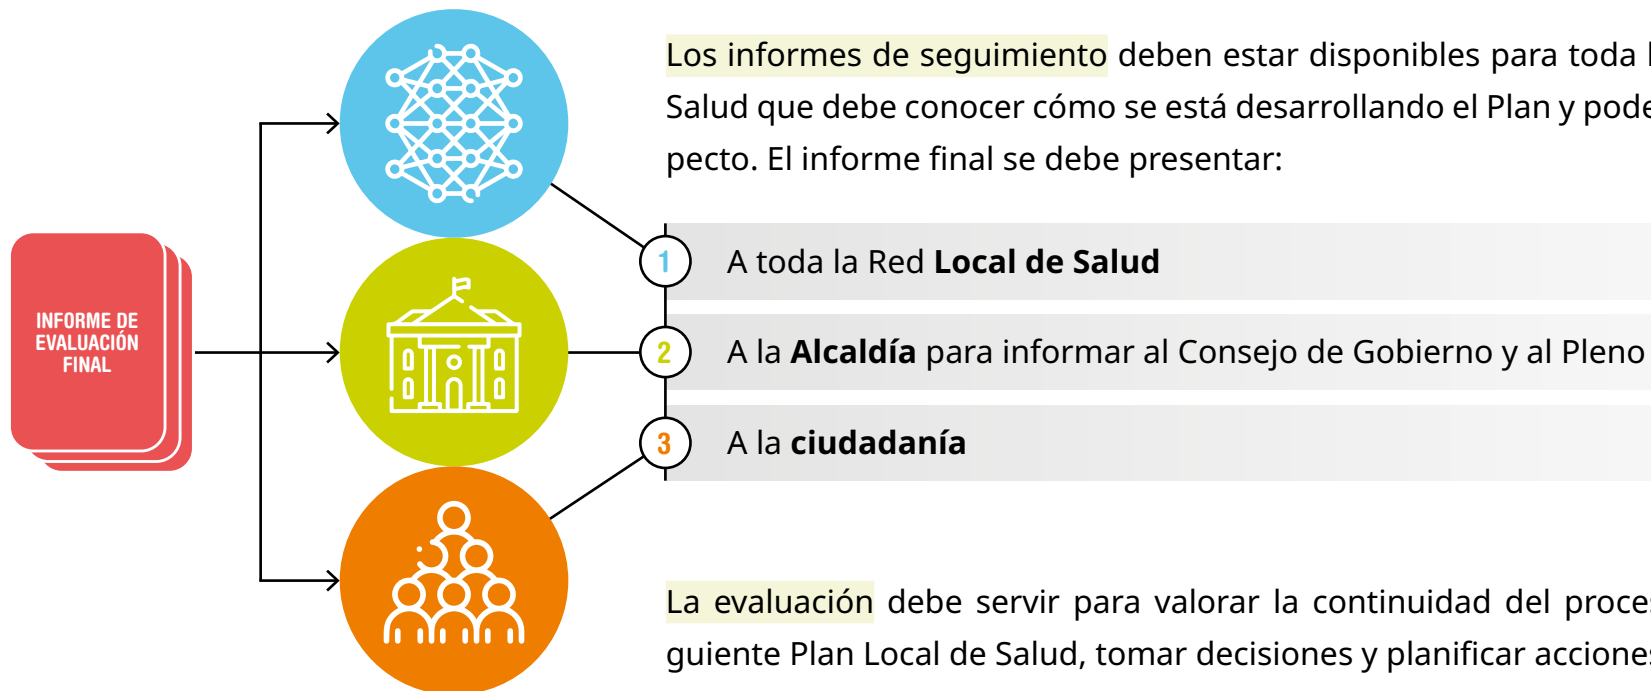 INFORME DE
EVALUACIÓN
FINAL
Los informes de seguimiento deben estar disponibles para toda
Salud que debe conocer cómo se está desarrollando el Plan y
pecto. El informe final se debe presentar:
1 A toda la Red Local de Salud
2 A la Alcaldía para informar al Consejo de Gobierno y al Pleno
3 A la ciudadanía
La evaluación debe servir para valorar la continuidad del
guiente Plan Local de Salud, tomar decisiones y planificar